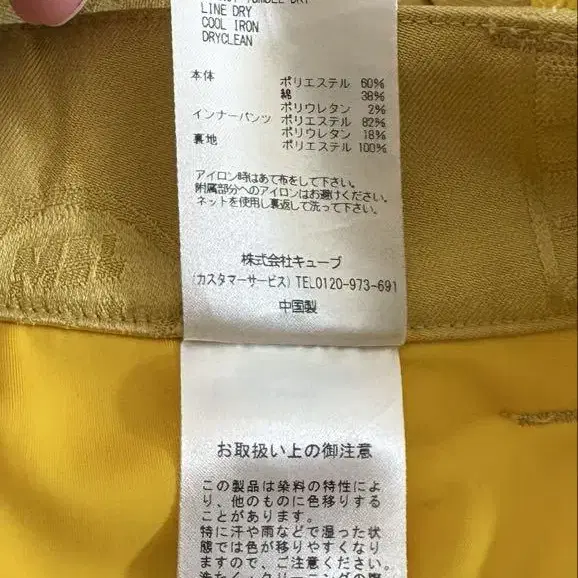 LINE DRY
COOL IRON
DRYCLEAN
本体 ポリエステル 60%
綿 38%
ポリウレタン 2%
インナーパンツ ポリエステル 82%
ポリウレタン 18%
裏地 ポリエステル 100%
アイロン時はあて布をして下さい。
附属部分へのアイロンはお避けください。
ネットを使用し裏返して洗って下さい。
株式会社キューブ
(カスタマーサービス) TEL0120-973-691
中国製
お取扱い上の御注意
この製品は染料の特性によ
り、他のものに色移りする
ことがあります。
特に汗や雨などで湿った状
態では色が移りやすくなり
ますので、ご注意ください。